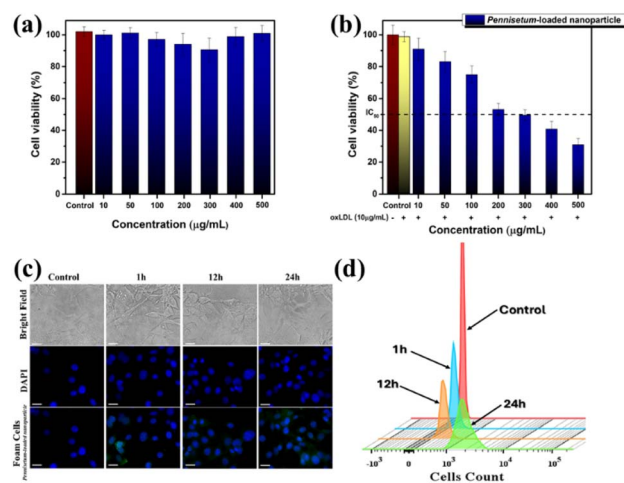 (a)
Cell viability (%)
100
80
60
40
20
0
Control 10 50 100 200 300 400 500
Concentration (μg/mL)
(b)
Pennisetum-loaded nanoparticle
Cell viability (%)
100
80
60
IC50
40
20
0
Control 10 50 100 200 300 400 500
oxLDL (10μg/mL) - + + + + + + + +
Concentration (μg/mL)
(c)
Control 1h 12h 24h
Bright Field
DAPI
Foam Cells
Pennisetum-loaded nanoparticle
(d)
Control
1h
12h
24h
-10³ 0 10³ 10⁴ 10⁵
Cells Count